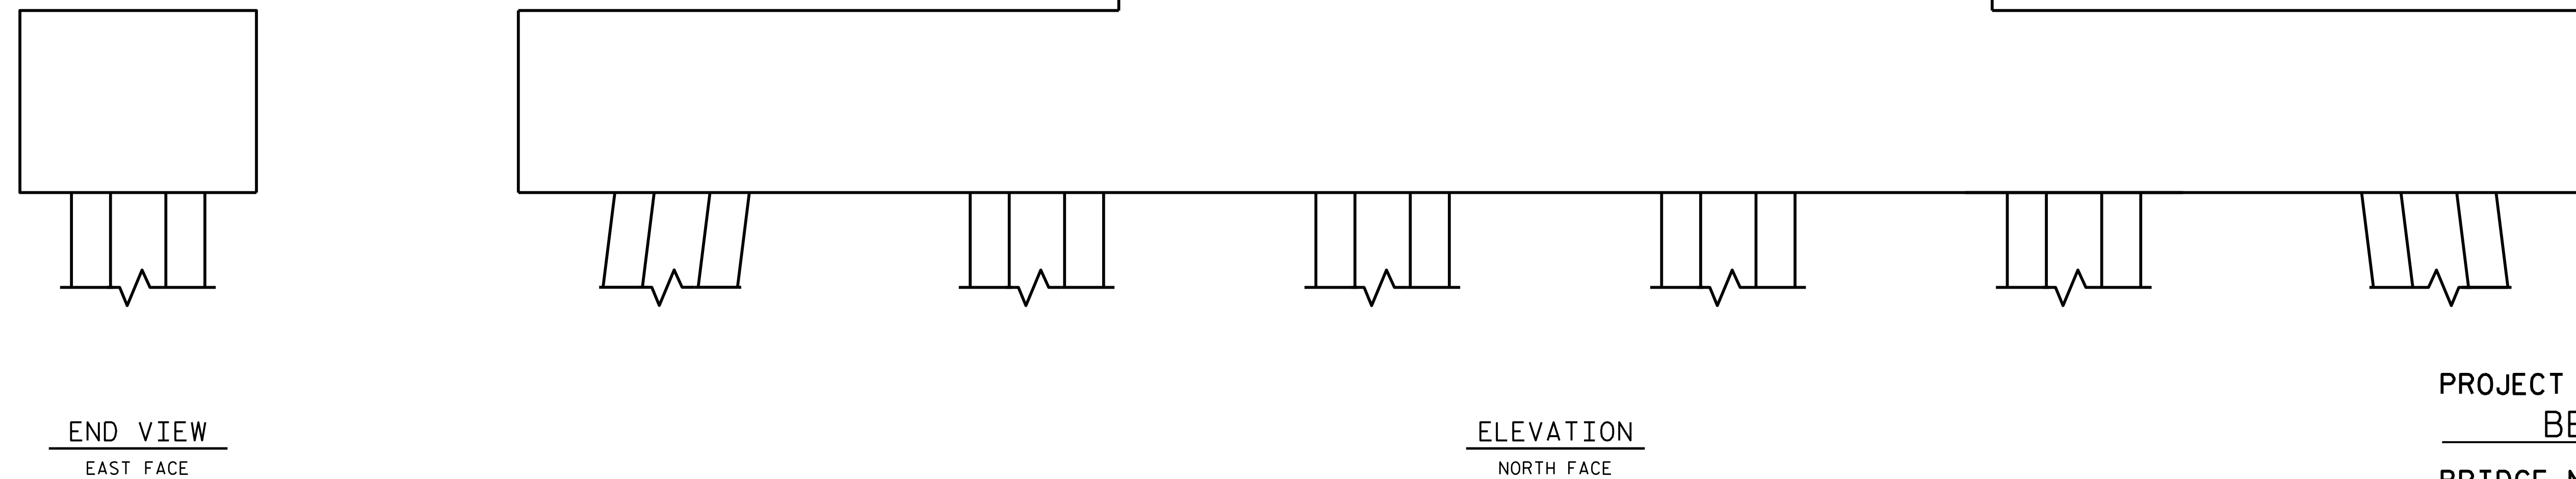 END VIEW
EAST FACE
ELEVATION
NORTH FACE
PROJECT